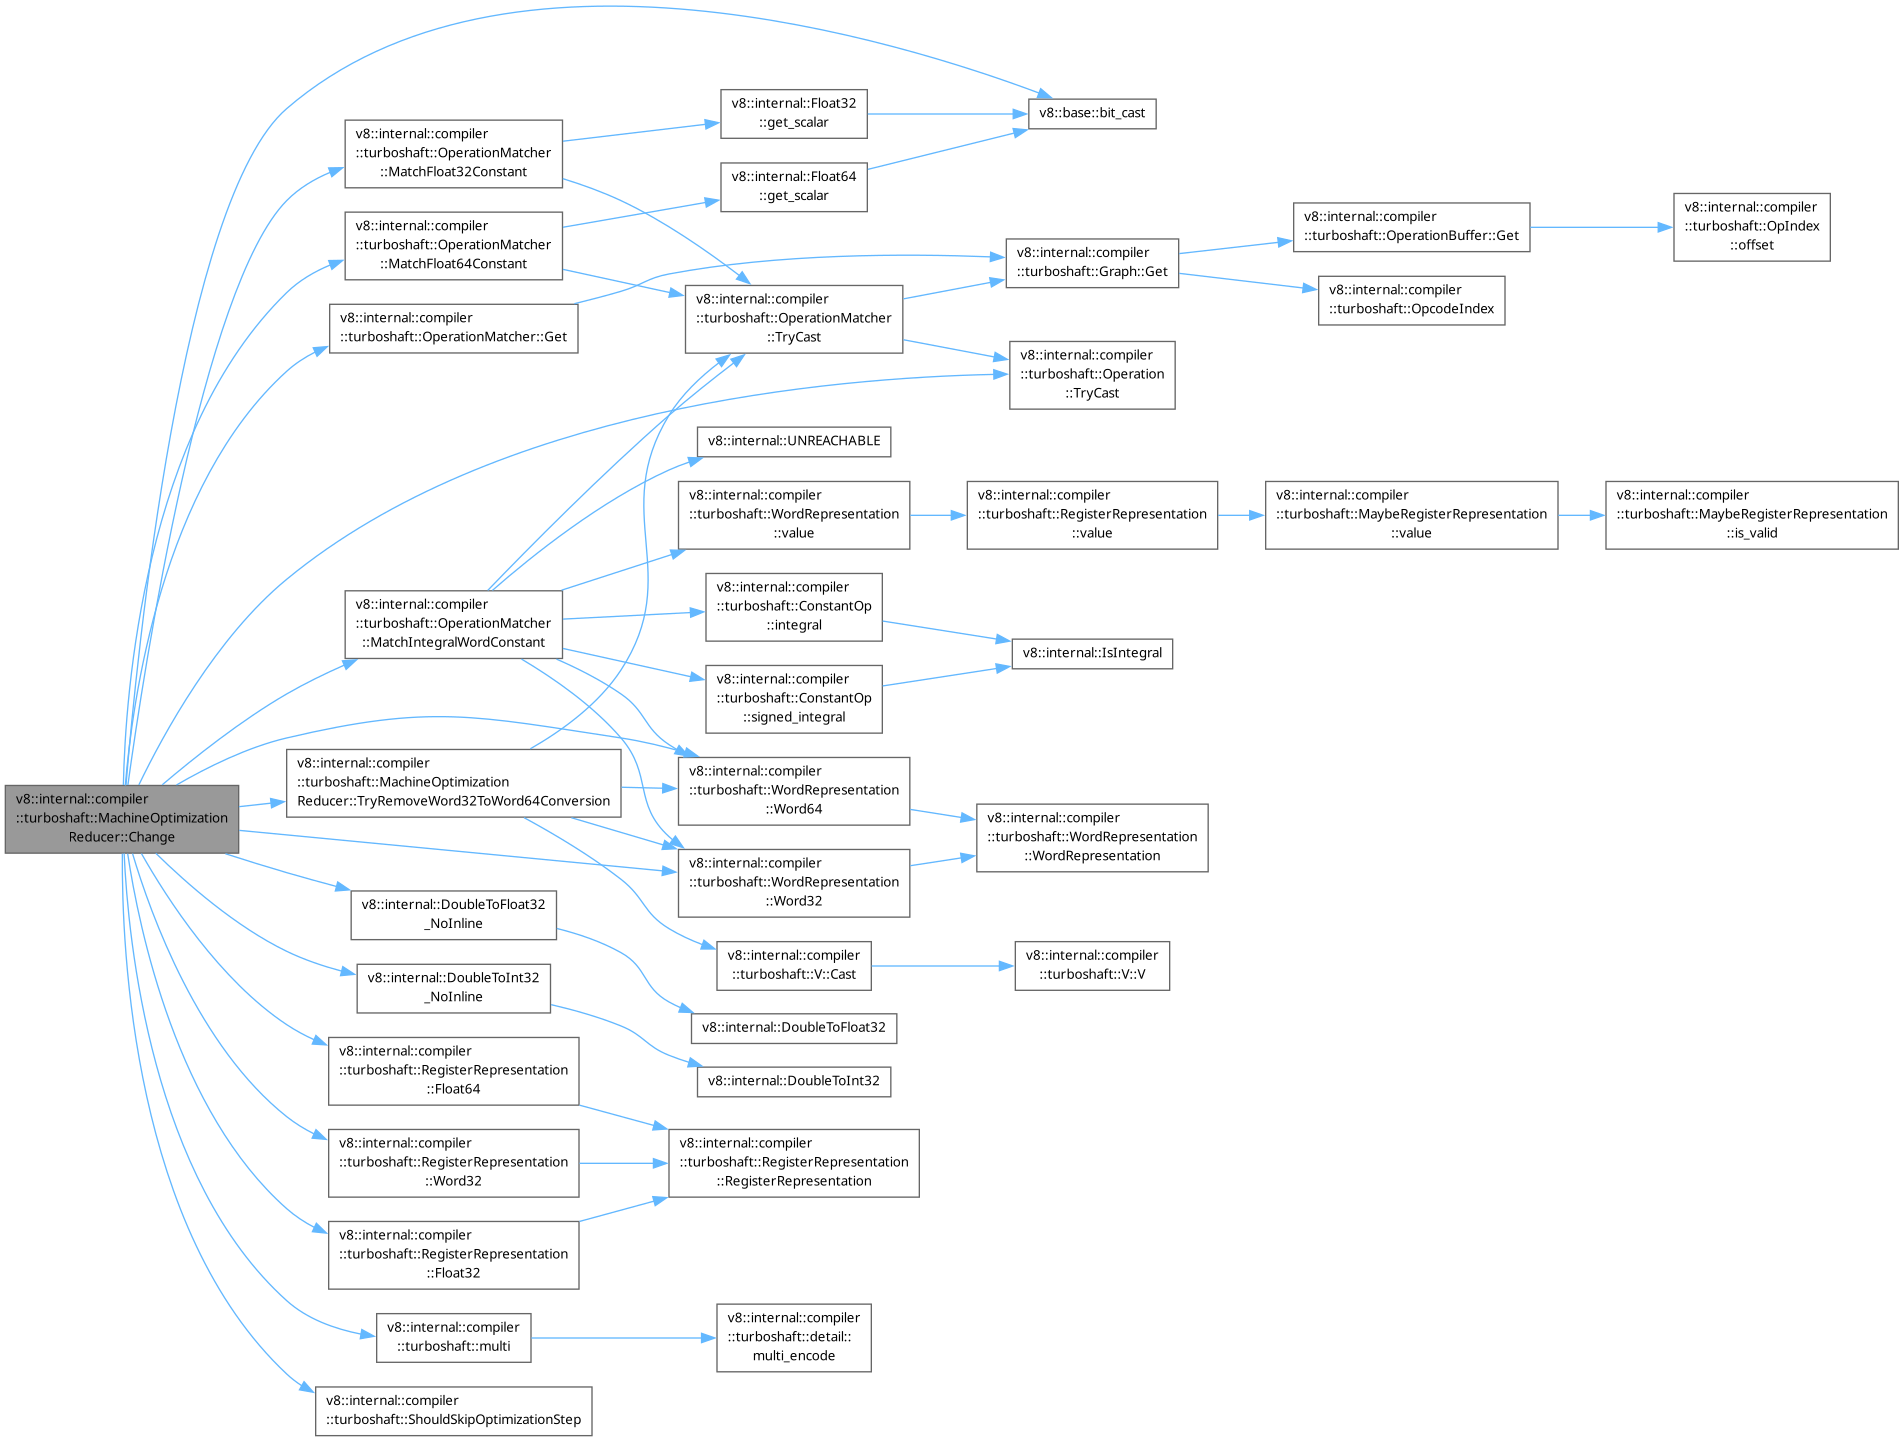 v8::internal::compiler
::turboshaft::MachineOptimization
Reducer::Change
v8::internal::compiler
::turboshaft::OperationMatcher
::MatchFloat32Constant
v8::internal::Float32
::get_scalar
v8::base::bit_cast
v8::internal::compiler
::turboshaft::OperationMatcher
::MatchFloat64Constant
v8::internal::Float64
::get_scalar
v8::internal::compiler
::turboshaft::OperationMatcher::Get
v8::internal::compiler
::turboshaft::OperationMatcher
::TryCast
v8::internal::compiler
::turboshaft::Graph::Get
v8::internal::compiler
::turboshaft::OperationBuffer::Get
v8::internal::compiler
::turboshaft::OpIndex
::offset
v8::internal::compiler
::turboshaft::OpcodeIndex
v8::internal::compiler
::turboshaft::Operation
::TryCast
v8::internal::UNREACHABLE
v8::internal::compiler
::turboshaft::WordRepresentation
::value
v8::internal::compiler
::turboshaft::RegisterRepresentation
::value
v8::internal::compiler
::turboshaft::MaybeRegisterRepresentation
::value
v8::internal::compiler
::turboshaft::MaybeRegisterRepresentation
::is_valid
v8::internal::compiler
::turboshaft::OperationMatcher
::MatchIntegralWordConstant
v8::internal::compiler
::turboshaft::ConstantOp
::integral
v8::internal::IsIntegral
v8::internal::compiler
::turboshaft::ConstantOp
::signed_integral
v8::internal::compiler
::turboshaft::MachineOptimization
Reducer::TryRemoveWord32ToWord64Conversion
v8::internal::compiler
::turboshaft::WordRepresentation
::Word64
v8::internal::compiler
::turboshaft::WordRepresentation
::WordRepresentation
v8::internal::compiler
::turboshaft::WordRepresentation
::Word32
v8::internal::DoubleToFloat32
_NoInline
v8::internal::compiler
::turboshaft::V::Cast
v8::internal::compiler
::turboshaft::V::V
v8::internal::DoubleToInt32
_NoInline
v8::internal::DoubleToFloat32
v8::internal::DoubleToInt32
v8::internal::compiler
::turboshaft::RegisterRepresentation
::Float64
v8::internal::compiler
::turboshaft::RegisterRepresentation
::Word32
v8::internal::compiler
::turboshaft::RegisterRepresentation
::RegisterRepresentation
v8::internal::compiler
::turboshaft::RegisterRepresentation
::Float32
v8::internal::compiler
::turboshaft::multi
v8::internal::compiler
::turboshaft::detail::
multi_encode
v8::internal::compiler
::turboshaft::ShouldSkipOptimizationStep